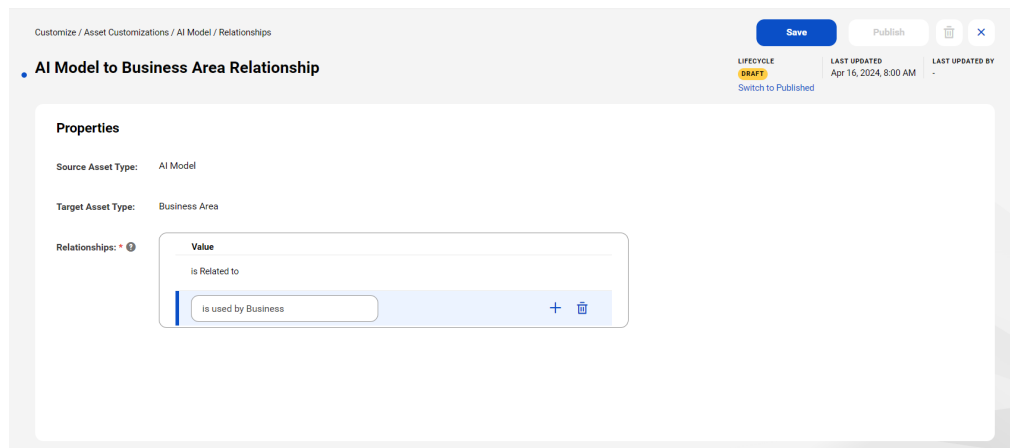 Customize / Asset Customizations / AI Model / Relationships
Save
Publish
AI Model to Business Area Relationship
LIFECYCLE
DRAFT
Switch to Published
LAST UPDATED
Apr 16, 2024, 8:00 AM
LAST UPDATED BY
-
Properties
Source Asset Type: AI Model
Target Asset Type: Business Area
Relationships: * ?
Value
is Related to
is used by Business